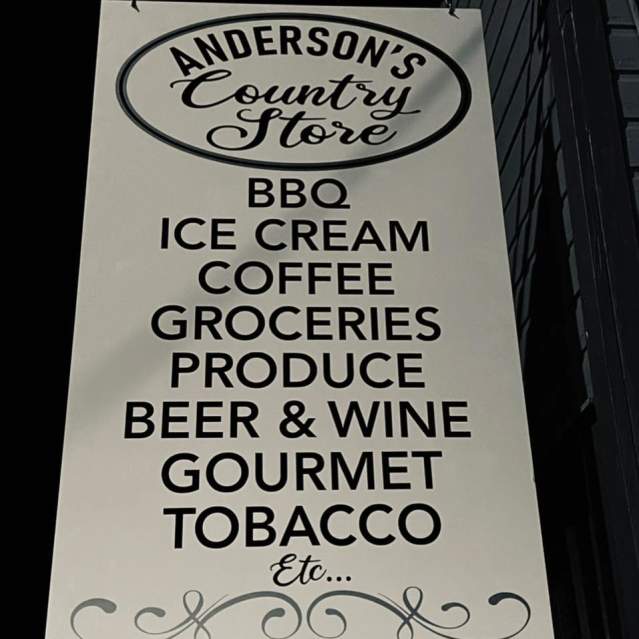 ANDERSON'S
Country
Store
BBQ
ICE CREAM
COFFEE
GROCERIES
PRODUCE
BEER & WINE
GOURMET
TOBACCO
Etc...